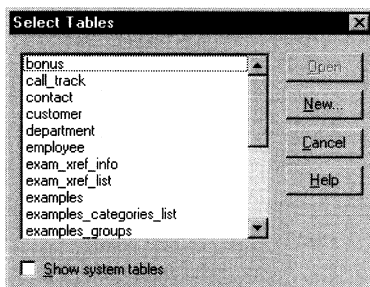 Select Tables
bonus
call_track
contact
customer
department
employee
exam_xref_info
exam_xref_list
examples
examples_categories_list
examples_groups
Open
New...
Cancel
Help
Show system tables